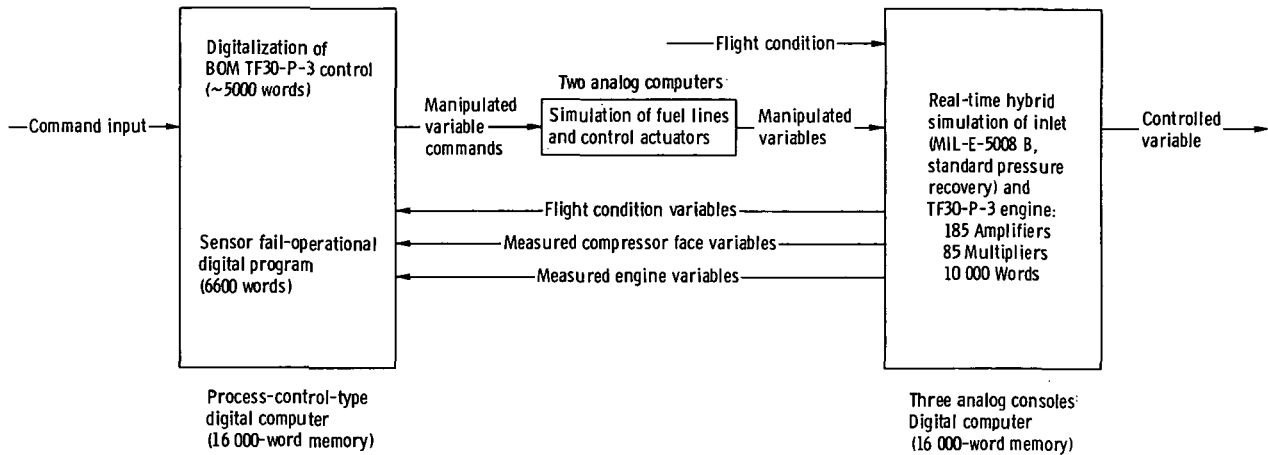 Command input
Digitalization of
BOM TF30-P-3 control
(~5000 words)
Sensor fail-operational
digital program
(6600 words)
Process-control-type
digital computer
(16 000-word memory)
Manipulated
variable
commands
Two analog computers
Simulation of fuel lines
and control actuators
Manipulated
variables
Flight condition
Flight condition variables
Measured compressor face variables
Measured engine variables
Real-time hybrid
simulation of inlet
(MIL-E-5008 B,
standard pressure
recovery) and
TF30-P-3 engine:
185 Amplifiers
85 Multipliers
10 000 Words
Three analog consoles
Digital computer
(16 000-word memory)
Controlled
variable